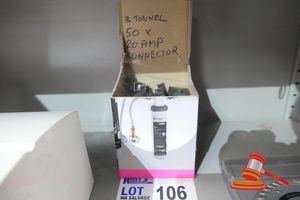 3 TUNNEL
50 x
20 AMP
CONNECTOR
LOT
106
WA SALVAGE